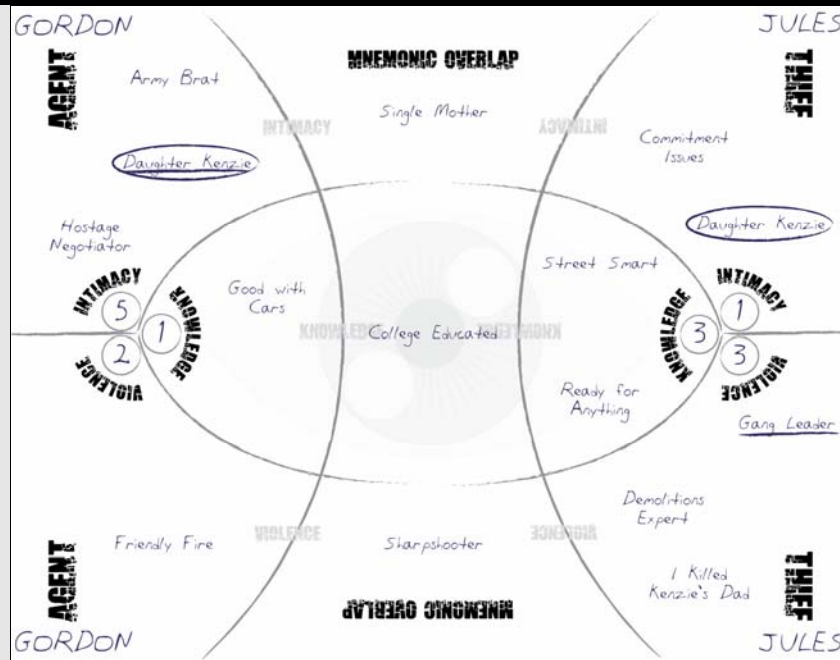 GORDON
JULES
AGENT
MNEMONIC OVERLAP
THIEF
Army Brat
Single Mother
INTIMACY
INTIMACY
Commitment
Issues
Daughter Kenzie
Daughter Kenzie
Hostage
Negotiator
Street Smart
INTIMACY
5
KNOWLEDGE
1
VIOLENCE
2
Good with
Cars
KNOWLEDGE
College Educated
KNOWLEDGE
KNOWLEDGE
3
INTIMACY
1
VIOLENCE
3
Ready for
Anything
Gang Leader
Demolitions
Expert
Friendly Fire
VIOLENCE
Sharpshooter
VIOLENCE
I Killed
Kenzie's Dad
AGENT
MNEMONIC OVERLAP
THIEF
GORDON
JULES